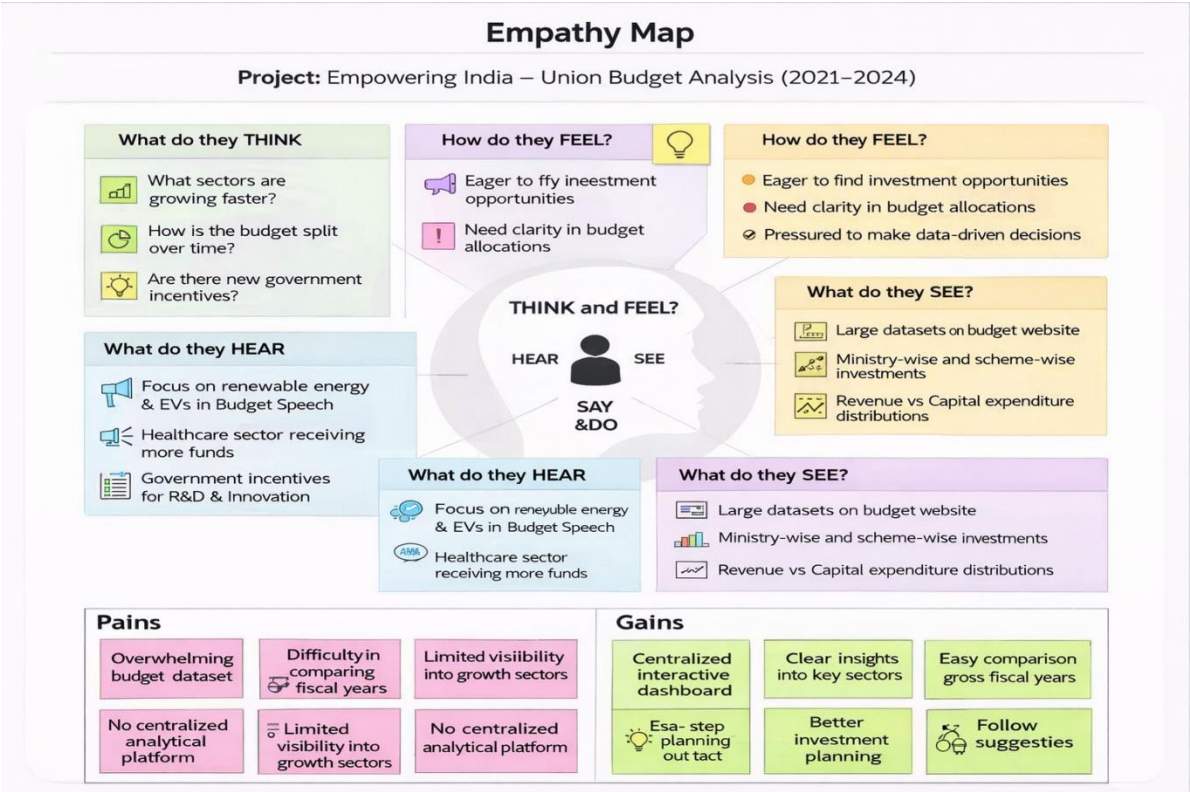 Empathy Map
Project: Empowering India – Union Budget Analysis (2021–2024)
What do they THINK
What sectors are
growing faster?
How is the budget split
over time?
Are there new government
incentives?
How do they FEEL?
Eager to ffy ineestment
opportunities
Need clarity in budget
allocations
How do they FEEL?
Eager to find investment opportunities
Need clarity in budget allocations
Pressured to make data-driven decisions
What do they HEAR
Focus on renewable energy
& EVs in Budget Speech
Healthcare sector receiving
more funds
Government incentives
for R&D & Innovation
THINK and FEEL?
HEAR
SEE
SAY
&DO
What do they SEE?
Large datasets on budget website
Ministry-wise and scheme-wise
investments
Revenue vs Capital expenditure
distributions
What do they HEAR
Focus on reneyuble energy
& EVs in Budget Speech
Healthcare sector
receiving more funds
What do they SEE?
Large datasets on budget website
Ministry-wise and scheme-wise investments
Revenue vs Capital expenditure distributions
Pains
Overwhelming
budget dataset
Difficulty in
comparing
fiscal years
Limited visiibility
into growth sectors
No centralized
analytical
platform
Limited
visibility into
growth sectors
No centralized
analytical platform
Gains
Centralized
interactive
dashboard
Clear insights
into key sectors
Easy comparison
gross fiscal years
Esa- step
planning
out tact
Better
investment
planning
Follow
suggesties